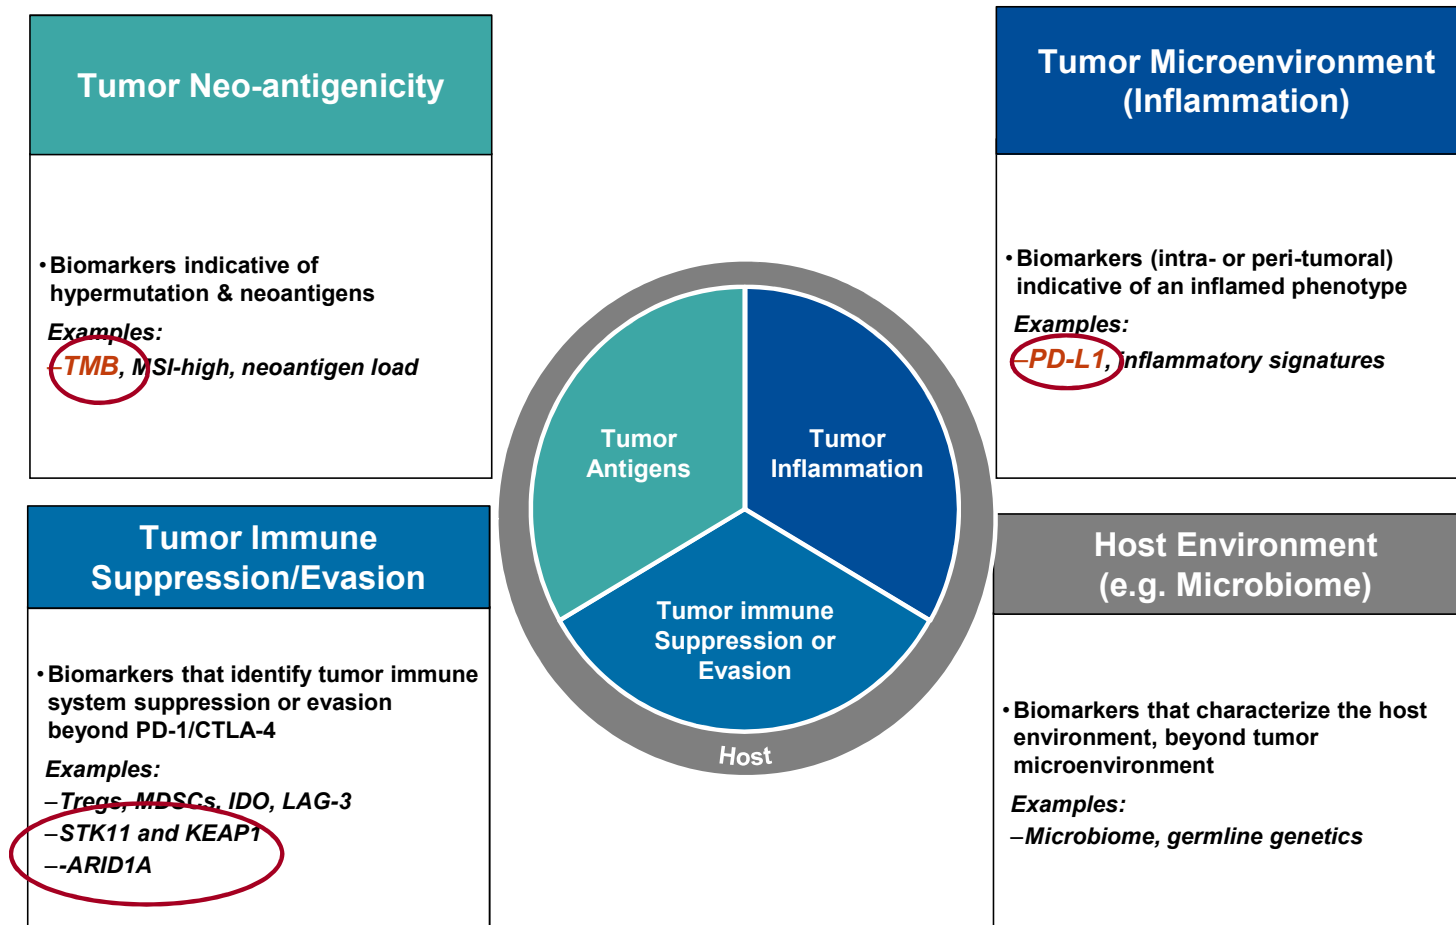 Tumor Neo-antigenicity
•Biomarkers indicative of
hypermutation & neoantigens
Examples:
–TMB, MSI-high, neoantigen load
Tumor Microenvironment
(Inflammation)
•Biomarkers (intra- or peri-tumoral)
indicative of an inflamed phenotype
Examples:
–PD-L1, inflammatory signatures
Tumor
Antigens
Tumor
Inflammation
Tumor immune
Suppression or
Evasion
Host
Tumor Immune
Suppression/Evasion
•Biomarkers that identify tumor immune
system suppression or evasion
beyond PD-1/CTLA-4
Examples:
–Tregs, MDSCs, IDO, LAG-3
–STK11 and KEAP1
–-ARID1A
Host Environment
(e.g. Microbiome)
•Biomarkers that characterize the host
environment, beyond tumor
microenvironment
Examples:
–Microbiome, germline genetics